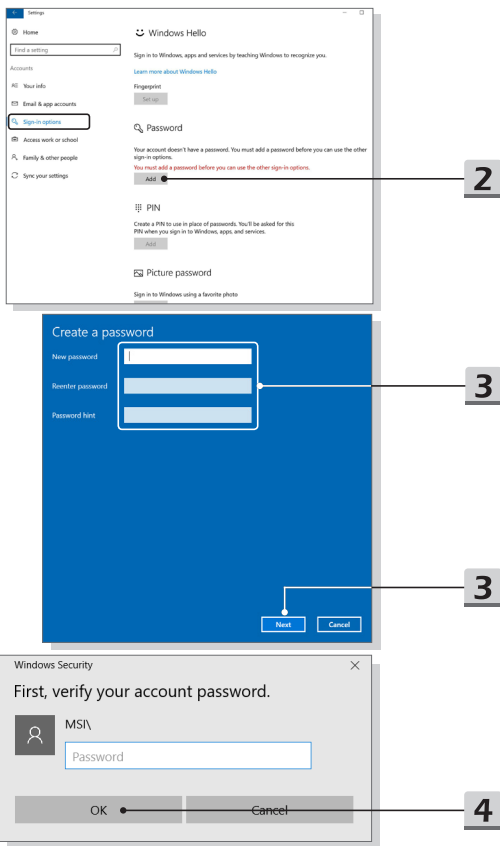 Settings
Home
Find a setting
Accounts
Your info
Email & app accounts
Sign-in options
Access work or school
Family & other people
Sync your settings
Windows Hello
Sign in to Windows, apps and services by teaching Windows to recognize you.
Learn more about Windows Hello
Fingerprint
Set up
Password
Your account doesn't have a password. You must add a password before you can use the other
sign-in options.
You must add a password before you can use the other sign-in options.
Add
2
PIN
Create a PIN to use in place of passwords. You'll be asked for this
PIN when you sign in to Windows, apps, and services.
Add
Picture password
Sign in to Windows using a favorite photo
Create a password
New password
Reenter password
Password hint
3
3
Next Cancel
Windows Security
First, verify your account password.
MSI\
Password
OK Cancel
4